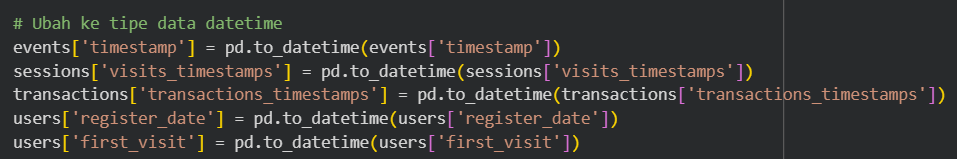 # Ubah ke tipe data datetime
events['timestamp'] = pd.to_datetime(events['timestamp'])
sessions['visits_timestamps'] = pd.to_datetime(sessions['visits_timestamps'])
transactions['transactions_timestamps'] = pd.to_datetime(transactions['transactions_timestamps'])
users['register_date'] = pd.to_datetime(users['register_date'])
users['first_visit'] = pd.to_datetime(users['first_visit'])